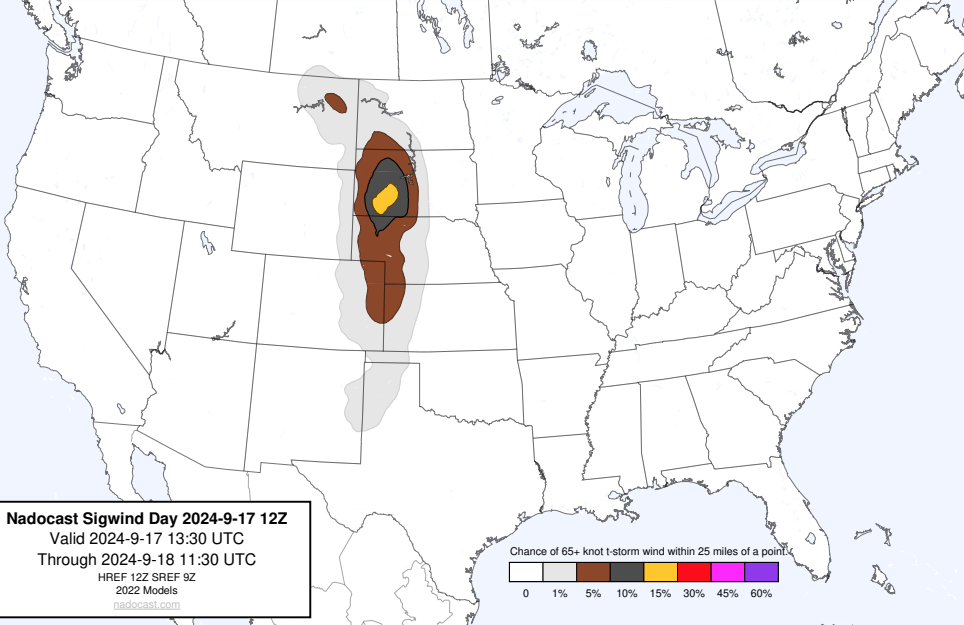 Nadocast Sigwind Day 2024-9-17 12Z
Valid 2024-9-17 13:30 UTC
Through 2024-9-18 11:30 UTC
HREF 12Z SREF 9Z
2022 Models
nadocast.com
Chance of 65+ knot t-storm wind within 25 miles of a point.
0 1% 5% 10% 15% 30% 45% 60%